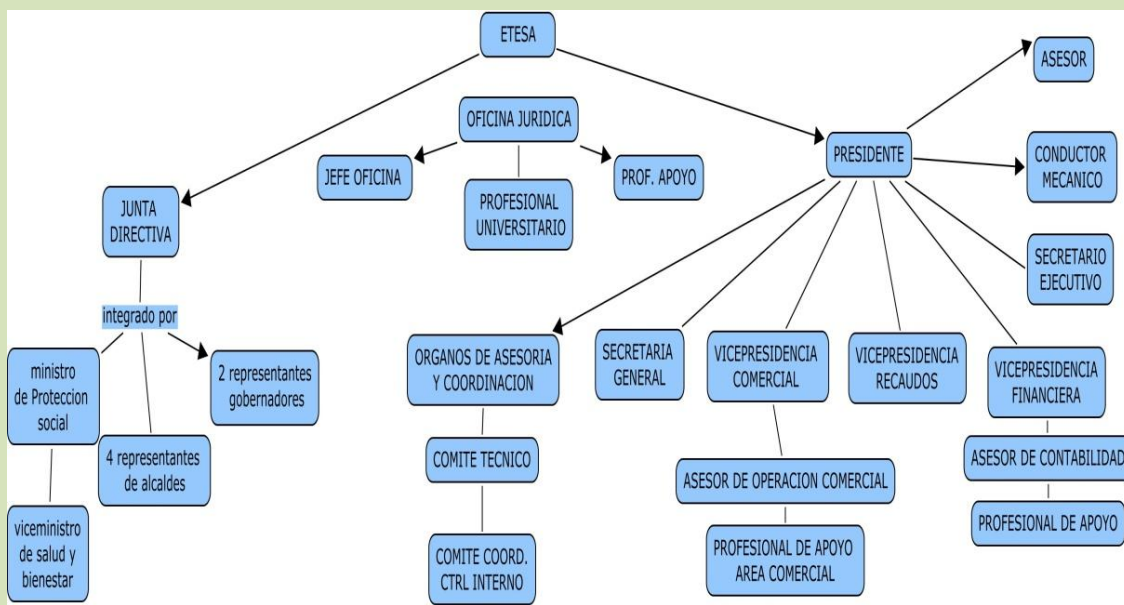 ETESA
ASESOR
OFICINA JURIDICA
PRESIDENTE
CONDUCTOR
MECANICO
JEFE OFICINA
PROF. APOYO
PROFESIONAL
UNIVERSITARIO
JUNTA
DIRECTIVA
SECRETARIO
EJECUTIVO
integrado por
ministro
de Proteccion
social
2 representantes
gobernadores
ORGANOS DE ASESORIA
Y COORDINACION
SECRETARIA
GENERAL
VICEPRESIDENCIA
COMERCIAL
VICEPRESIDENCIA
RECAUDOS
VICEPRESIDENCIA
FINANCIERA
4 representantes
de alcaldes
COMITE TECNICO
ASESOR DE OPERACION COMERCIAL
ASESOR DE CONTABILIDAD
viceministro
de salud y
bienestar
COMITE COORD.
CTRL INTERNO
PROFESIONAL DE APOYO
AREA COMERCIAL
PROFESIONAL DE APOYO